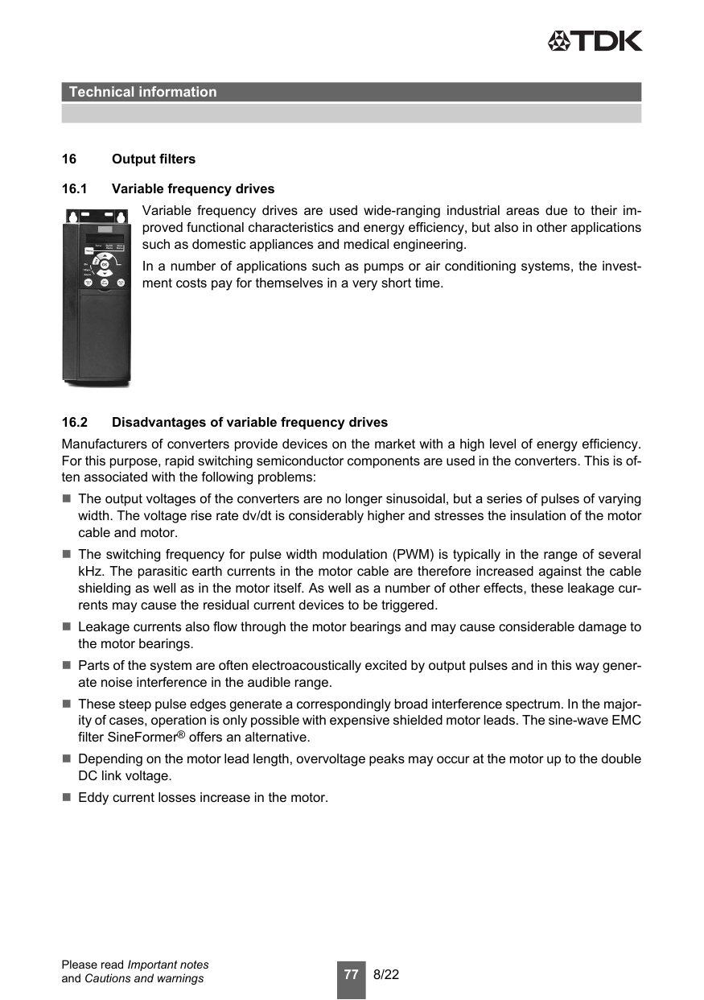 TDK
Technical information
16 Output filters
16.1 Variable frequency drives
Variable frequency drives are used wide-ranging industrial areas due to their im-
proved functional characteristics and energy efficiency, but also in other applications
such as domestic appliances and medical engineering.
In a number of applications such as pumps or air conditioning systems, the invest-
ment costs pay for themselves in a very short time.
OK
16.2 Disadvantages of variable frequency drives
Manufacturers of converters provide devices on the market with a high level of energy efficiency.
For this purpose, rapid switching semiconductor components are used in the converters. This is of-
ten associated with the following problems:
■ The output voltages of the converters are no longer sinusoidal, but a series of pulses of varying
width. The voltage rise rate dv/dt is considerably higher and stresses the insulation of the motor
cable and motor.
■ The switching frequency for pulse width modulation (PWM) is typically in the range of several
kHz. The parasitic earth currents in the motor cable are therefore increased against the cable
shielding as well as in the motor itself. As well as a number of other effects, these leakage cur-
rents may cause the residual current devices to be triggered.
■ Leakage currents also flow through the motor bearings and may cause considerable damage to
the motor bearings.
■ Parts of the system are often electroacoustically excited by output pulses and in this way gener-
ate noise interference in the audible range.
■ These steep pulse edges generate a correspondingly broad interference spectrum. In the major-
ity of cases, operation is only possible with expensive shielded motor leads. The sine-wave EMC
filter SineFormer® offers an alternative.
■ Depending on the motor lead length, overvoltage peaks may occur at the motor up to the double
DC link voltage.
■ Eddy current losses increase in the motor.
Please read Important notes
and Cautions and warnings
77 8/22